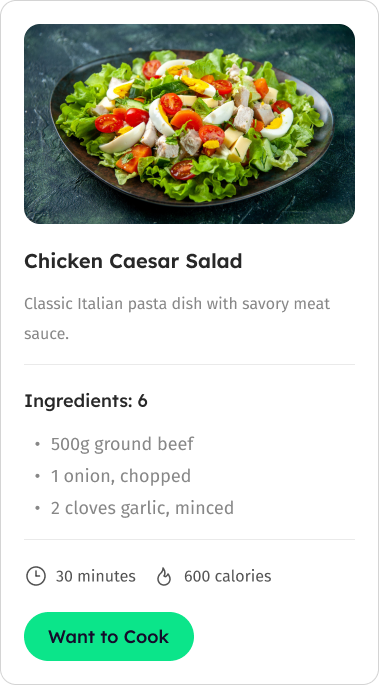 Chicken Caesar Salad
Classic Italian pasta dish with savory meat
sauce.
Ingredients: 6
• 500g ground beef
• 1 onion, chopped
• 2 cloves garlic, minced
30 minutes 600 calories
Want to Cook